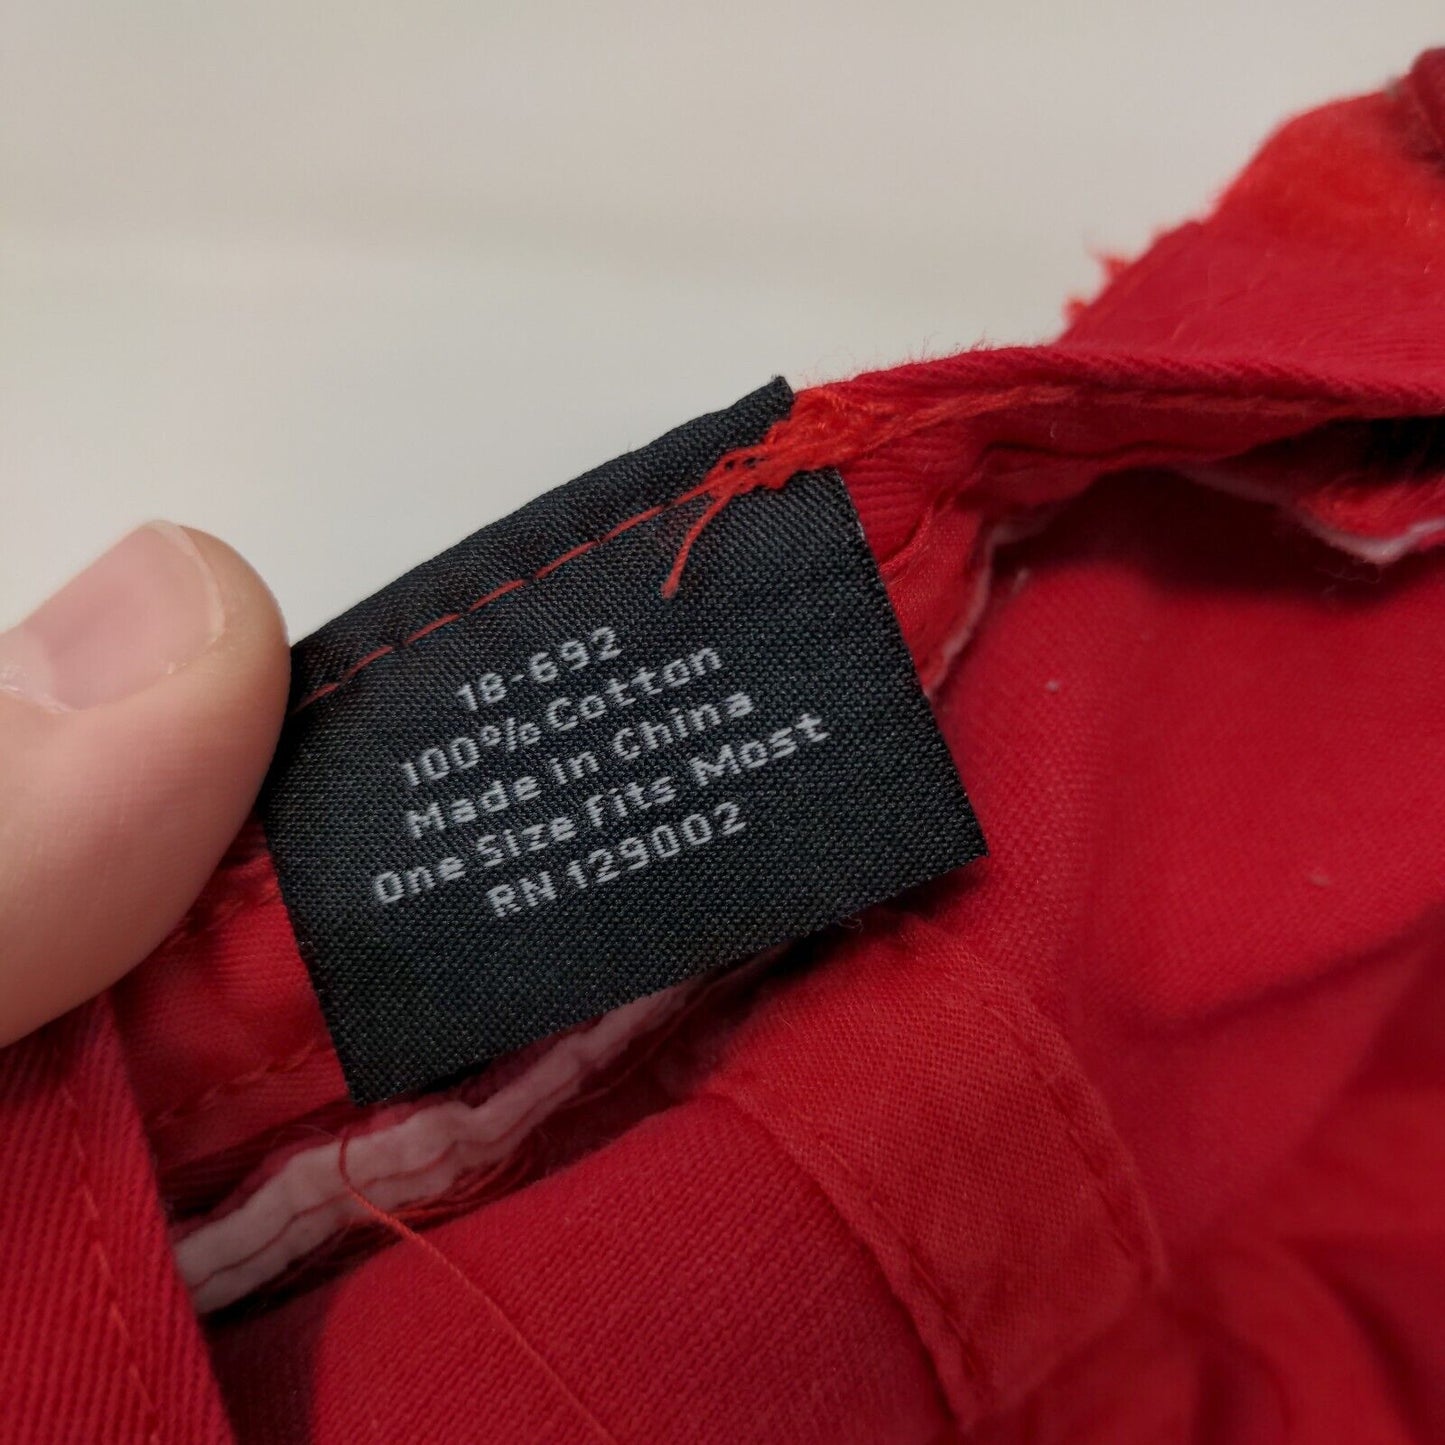 18-692
100% Cotton
Made in China
One Size Fits Most
RN 129002